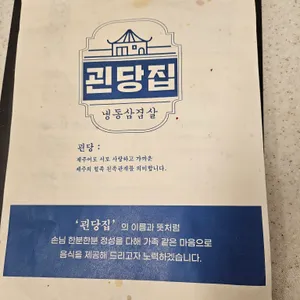 괸당집
냉동삼겹살
괸당 :
제주어로 서로 사랑하고 가까운
제주의 혈족 친족관계를 의미합니다.
‘괸당집’ 의 이름과 뜻처럼
손님 한분한분 정성을 다해 가족 같은 마음으로
음식을 제공해 드리고자 노력하겠습니다.